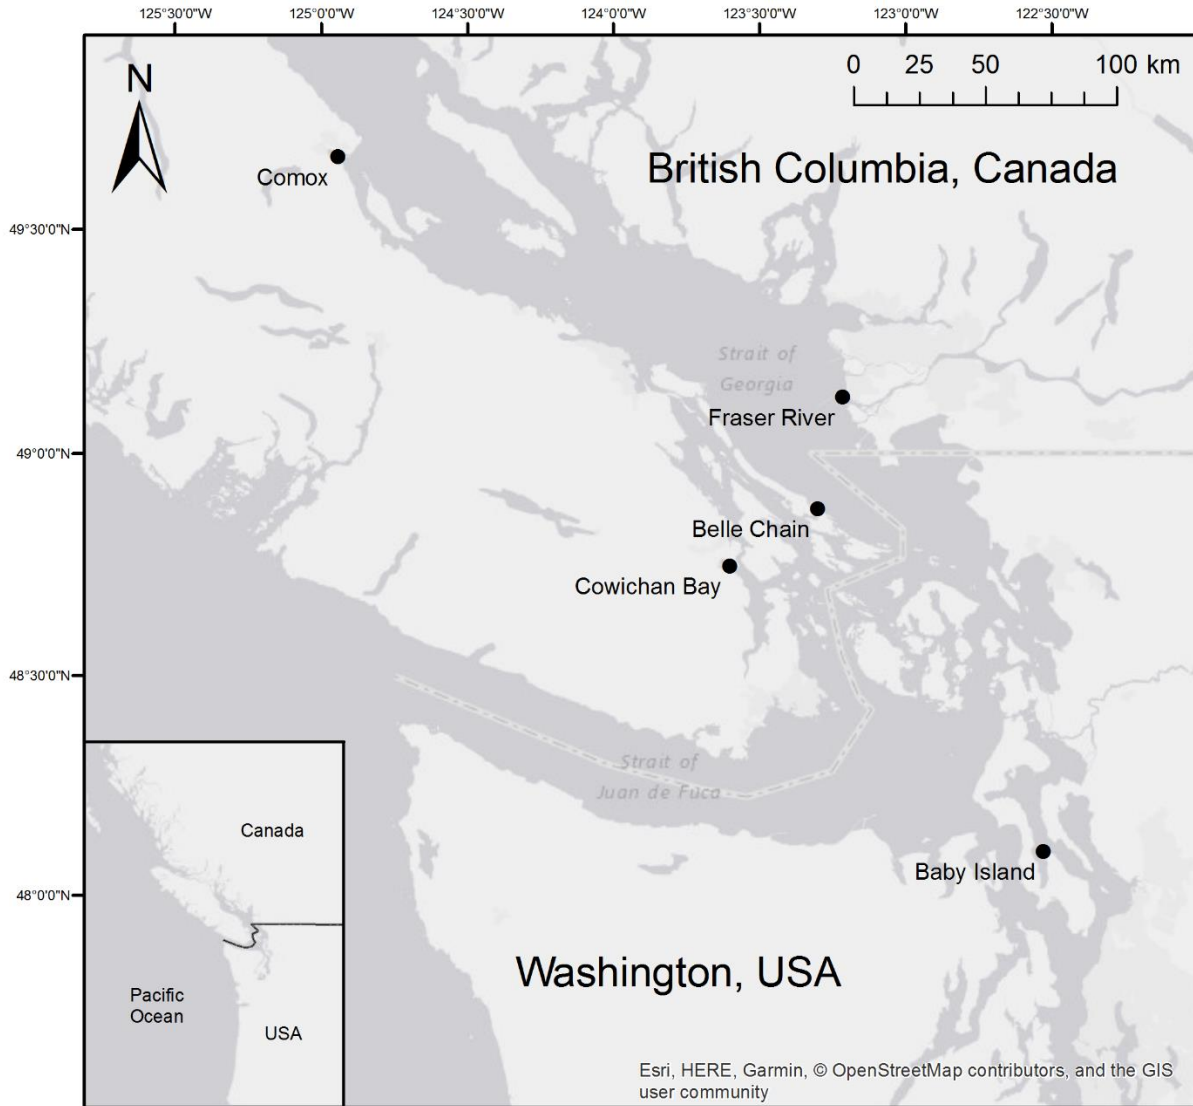 125°30'0"W 125°0'0"W 124°30'0"W 124°0'0"W 123°30'0"W 123°0'0"W 122°30'0"W
N
0 25 50 100 km
British Columbia, Canada
Comox
49°30'0"N
Strait of
Georgia
Fraser River
49°0'0"N
Belle Chain
Cowichan Bay
48°30'0"N
Strait of
Juan de Fuca
Baby Island
48°0'0"N
Washington, USA
Canada
Pacific
Ocean
USA
Esri, HERE, Garmin, © OpenStreetMap contributors, and the GIS
user community